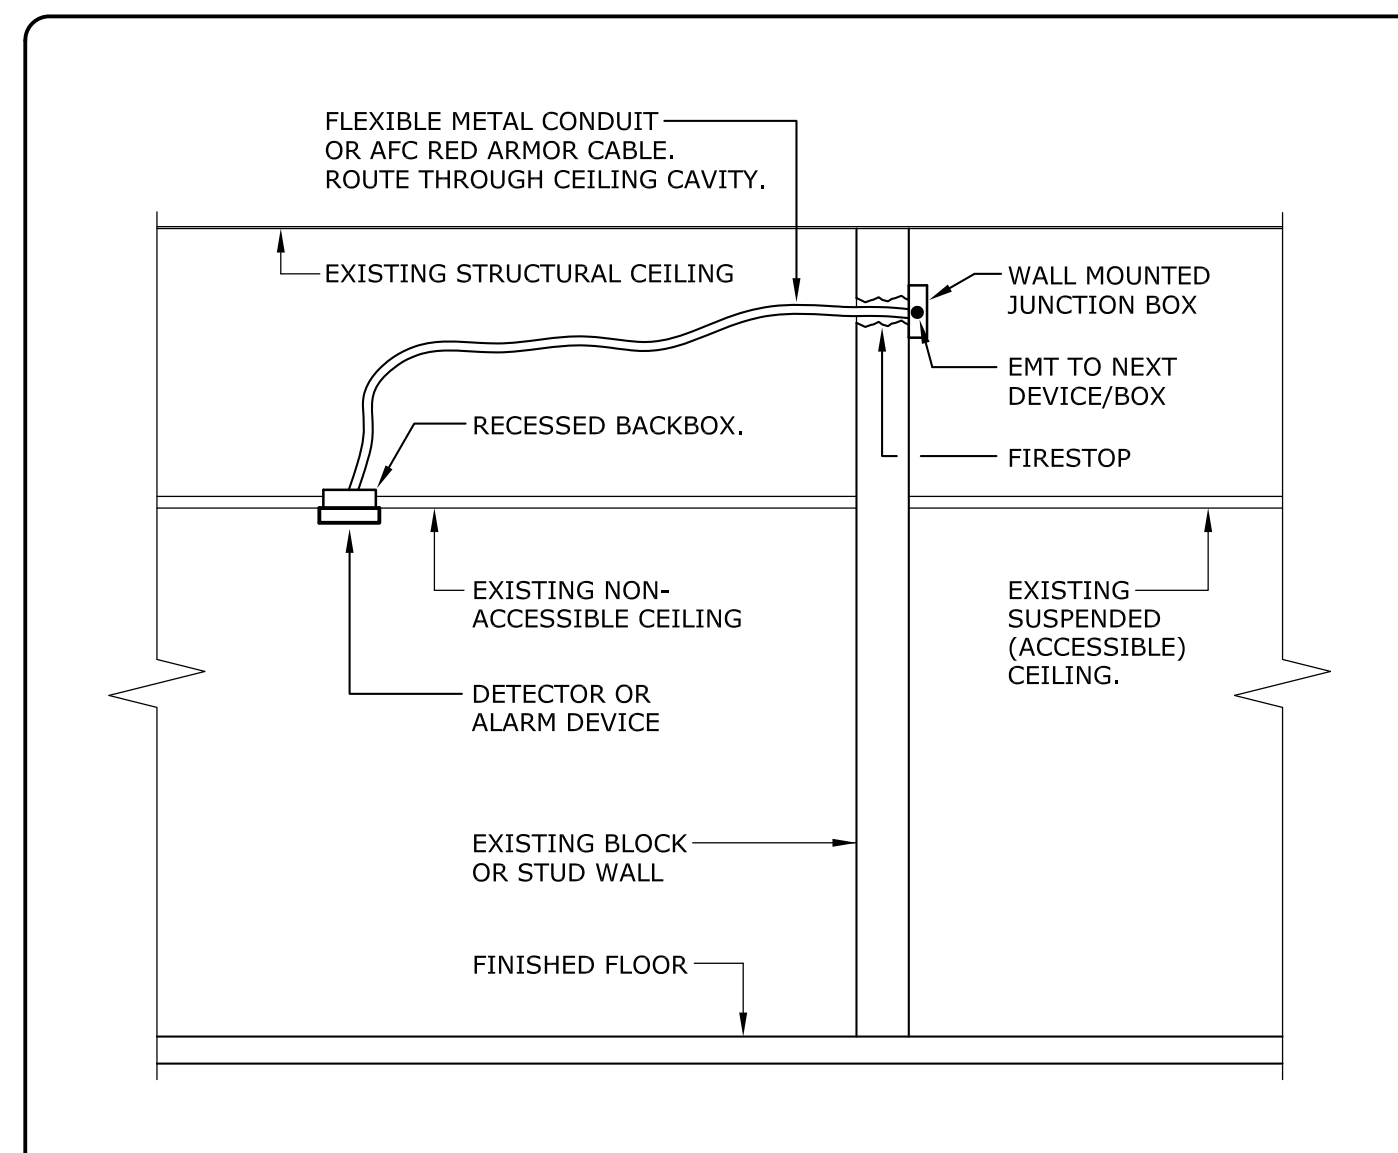 FLEXIBLE METAL CONDUIT
OR AFC RED ARMOR CABLE.
ROUTE THROUGH CEILING CAVITY.
EXISTING STRUCTURAL CEILING
WALL MOUNTED
JUNCTION BOX
EMT TO NEXT
DEVICE/BOX
RECESSED BACKBOX.
FIRESTOP
EXISTING NON-
ACCESSIBLE CEILING
EXISTING
SUSPENDED
(ACCESSIBLE)
CEILING.
DETECTOR OR
ALARM DEVICE
EXISTING BLOCK
OR STUD WALL
FINISHED FLOOR